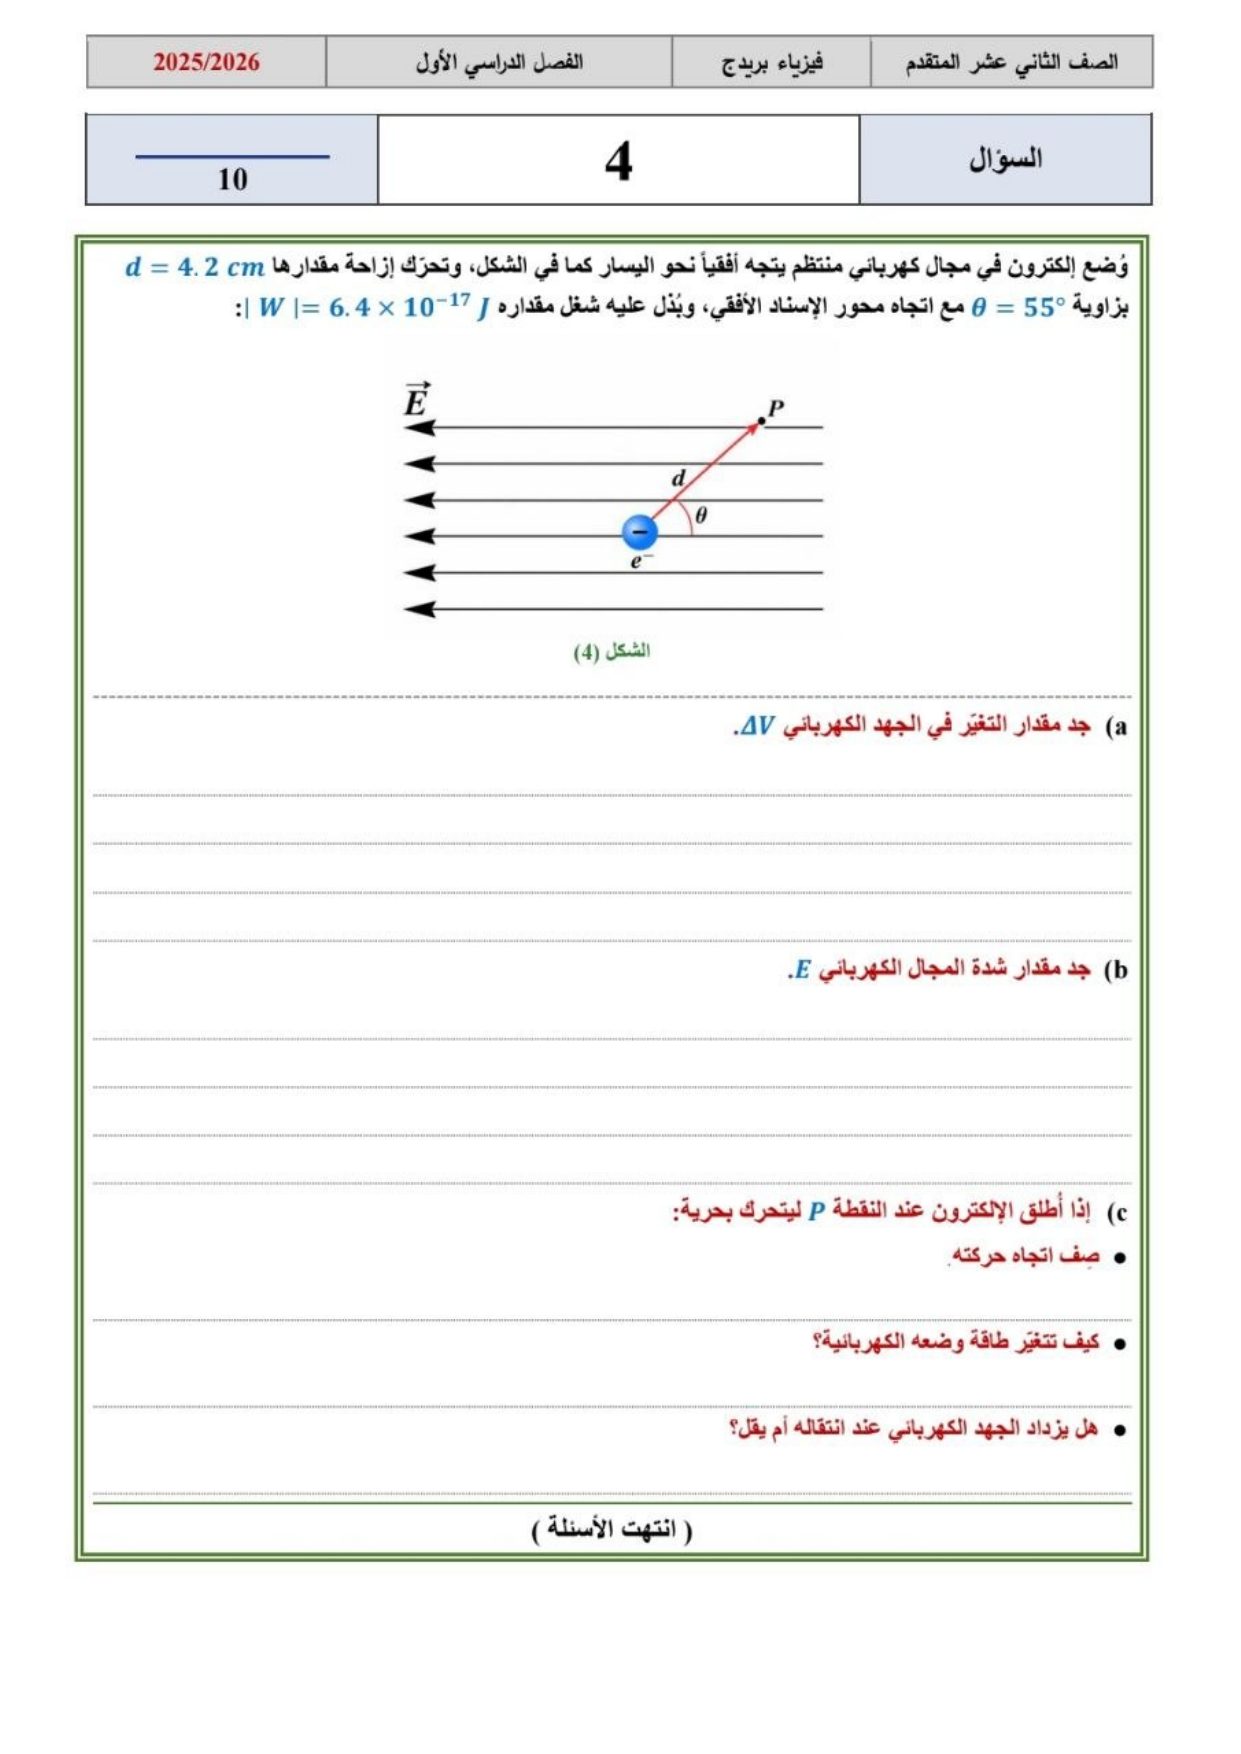 الصف الثاني عشر المتقدم فيزياء بريدج الفصل الدراسي الأول 2025/2026
السؤال 4 10
وُضع إلكترون في مجال كهربائي منتظم يتجه أفقياً نحو اليسار كما في الشكل، وتحرّك إزاحة مقدارها d = 4.2 cm
بزاوية θ = 55° مع اتجاه محور الإسناد الأفقي، وبُذل عليه شغل مقداره | W |= 6.4 × 10⁻¹⁷ J:
E⃗
P
d
θ
−
e⁻
الشكل (4)
a) جد مقدار التغيّر في الجهد الكهربائي ΔV.
b) جد مقدار شدة المجال الكهربائي E.
c) إذا أُطلق الإلكترون عند النقطة P ليتحرك بحرية:
● صِف اتجاه حركته.
● كيف تتغيّر طاقة وضعه الكهربائية؟
● هل يزداد الجهد الكهربائي عند انتقاله أم يقل؟
( انتهت الأسئلة )